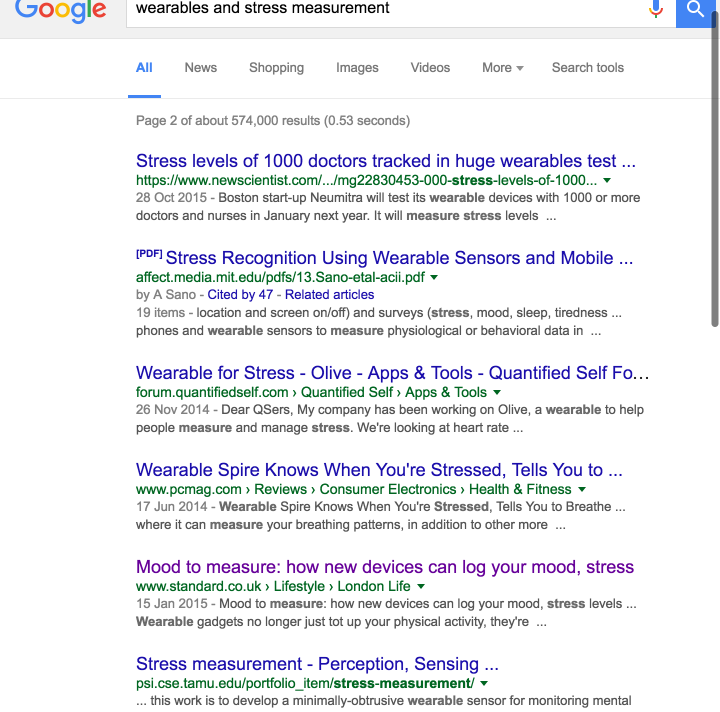 Google
wearables and stress measurement
All News Shopping Images Videos More Search tools
Page 2 of about 574,000 results (0.53 seconds)
Stress levels of 1000 doctors tracked in huge wearables test ...
https://www.newscientist.com/.../mg22830453-000-stress-levels-of-1000...
28 Oct 2015 - Boston start-up Neumitra will test its wearable devices with 1000 or more
doctors and nurses in January next year. It will measure stress levels ...
[PDF] Stress Recognition Using Wearable Sensors and Mobile ...
affect.media.mit.edu/pdfs/13.Sano-etal-acii.pdf
by A Sano - Cited by 47 - Related articles
19 items - location and screen on/off) and surveys (stress, mood, sleep, tiredness ...
phones and wearable sensors to measure physiological or behavioral data in ...
Wearable for Stress - Olive - Apps & Tools - Quantified Self Fo...
forum.quantifiedself.com › Quantified Self › Apps & Tools
26 Nov 2014 - Dear QSers, My company has been working on Olive, a wearable to help
people measure and manage stress. We're looking at heart rate ...
Wearable Spire Knows When You're Stressed, Tells You to ...
www.pcmag.com › Reviews › Consumer Electronics › Health & Fitness
17 Jun 2014 - Wearable Spire Knows When You're Stressed, Tells You to Breathe ...
where it can measure your breathing patterns, in addition to other more ...
Mood to measure: how new devices can log your mood, stress
www.standard.co.uk › Lifestyle › London Life
15 Jan 2015 - Mood to measure: how new devices can log your mood, stress levels ...
Wearable gadgets no longer just tot up your physical activity, they're ...
Stress measurement - Perception, Sensing ...
psi.cse.tamu.edu/portfolio_item/stress-measurement/
... this work is to develop a minimally-obtrusive wearable sensor for monitoring mental